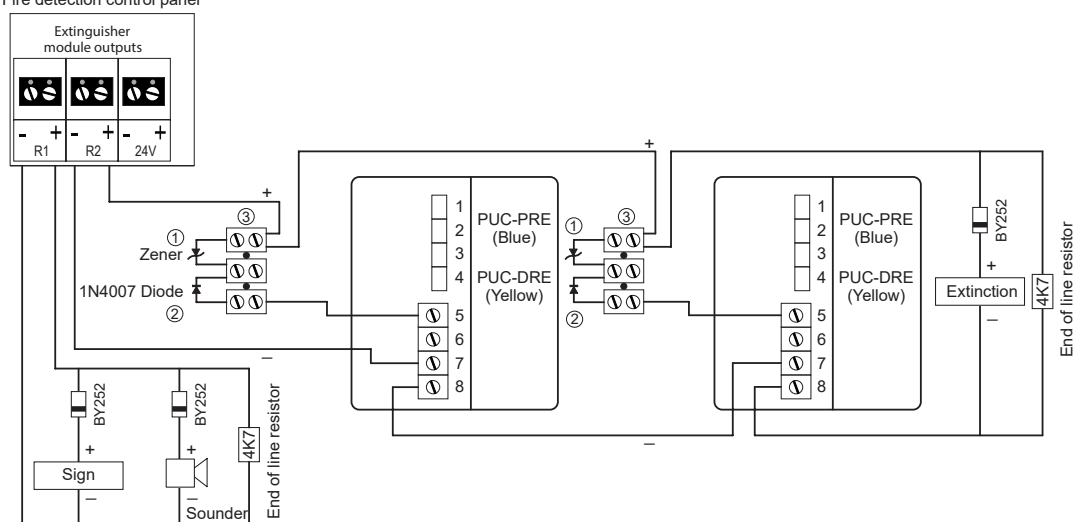 Fire detection control panel
Extinguisher
module outputs
- + - + - +
R1 R2 24V
+
③
①
Zener
1N4007 Diode
②
–
1
2
3
4
5
6
7
8
PUC-PRE
(Blue)
PUC-DRE
(Yellow)
+
③
①
②
–
1
2
3
4
5
6
7
8
PUC-PRE
(Blue)
PUC-DRE
(Yellow)
BY252
+
Extinction
–
4K7
End of line resistor
BY252
+
Sign
–
BY252
+
–
Sounder
4K7
End of line resistor